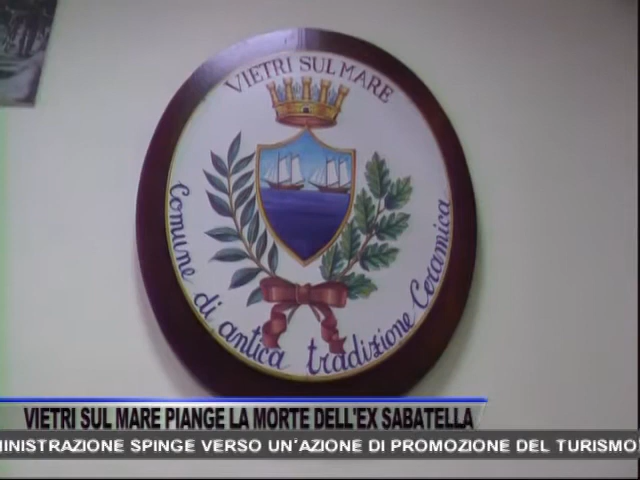 VIETRI SUL MARE
Comune di antica tradizione Ceramica
VIETRI SUL MARE PIANGE LA MORTE DELL'EX SABATELLA
MINISTRAZIONE SPINGE VERSO UN'AZIONE DI PROMOZIONE DEL TURISMO